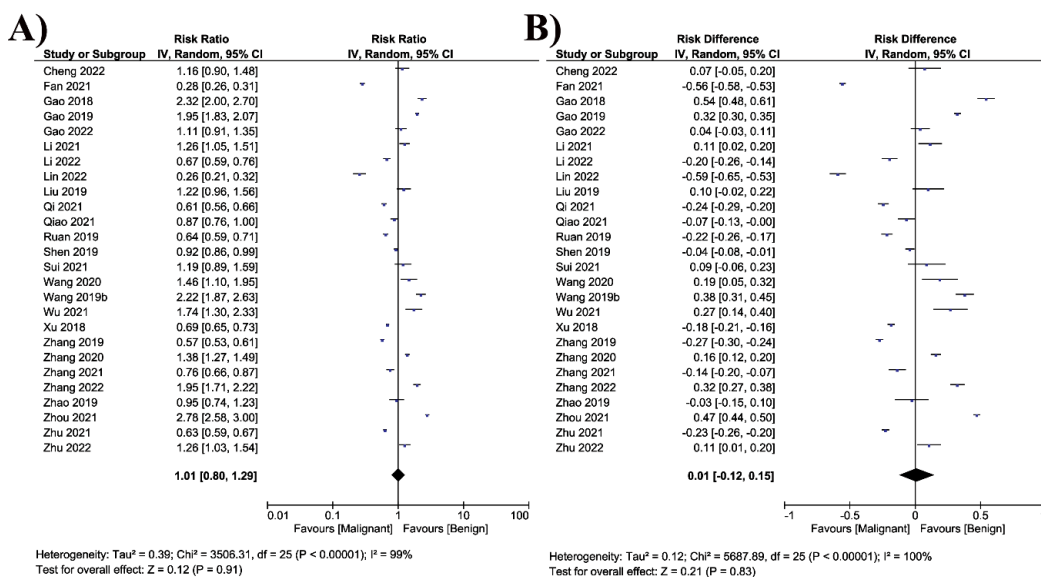 A)
Risk Ratio Risk Ratio
Study or Subgroup IV, Random, 95% CI IV, Random, 95% CI
Cheng 2022 1.16 [0.90, 1.48]
Fan 2021 0.28 [0.26, 0.31]
Gao 2018 2.32 [2.00, 2.70]
Gao 2019 1.95 [1.83, 2.07]
Gao 2022 1.11 [0.91, 1.35]
Li 2021 1.26 [1.05, 1.51]
Li 2022 0.67 [0.59, 0.76]
Lin 2022 0.26 [0.21, 0.32]
Liu 2019 1.22 [0.96, 1.56]
Qi 2021 0.61 [0.56, 0.66]
Qiao 2021 0.87 [0.76, 1.00]
Ruan 2019 0.64 [0.59, 0.71]
Shen 2019 0.92 [0.86, 0.99]
Sui 2021 1.19 [0.89, 1.59]
Wang 2020 1.46 [1.10, 1.95]
Wang 2019b 2.22 [1.87, 2.63]
Wu 2021 1.74 [1.30, 2.33]
Xu 2018 0.69 [0.65, 0.73]
Zhang 2019 0.57 [0.53, 0.61]
Zhang 2020 1.38 [1.27, 1.49]
Zhang 2021 0.76 [0.66, 0.87]
Zhang 2022 1.95 [1.71, 2.22]
Zhao 2019 0.95 [0.74, 1.23]
Zhou 2021 2.78 [2.58, 3.00]
Zhu 2021 0.63 [0.59, 0.67]
Zhu 2022 1.26 [1.03, 1.54]
1.01 [0.80, 1.29]
0.01 0.1 1 10 100
Favours [Malignant] Favours [Benign]
Heterogeneity: Tau² = 0.39; Chi² = 3506.31, df = 25 (P < 0.00001); I² = 99%
Test for overall effect: Z = 0.12 (P = 0.91)
B)
Risk Difference Risk Difference
Study or Subgroup IV, Random, 95% CI IV, Random, 95% CI
Cheng 2022 0.07 [-0.05, 0.20]
Fan 2021 -0.56 [-0.58, -0.53]
Gao 2018 0.54 [0.48, 0.61]
Gao 2019 0.32 [0.30, 0.35]
Gao 2022 0.04 [-0.03, 0.11]
Li 2021 0.11 [0.02, 0.20]
Li 2022 -0.20 [-0.26, -0.14]
Lin 2022 -0.59 [-0.65, -0.53]
Liu 2019 0.10 [-0.02, 0.22]
Qi 2021 -0.24 [-0.29, -0.20]
Qiao 2021 -0.07 [-0.13, -0.00]
Ruan 2019 -0.22 [-0.26, -0.17]
Shen 2019 -0.04 [-0.08, -0.01]
Sui 2021 0.09 [-0.06, 0.23]
Wang 2020 0.19 [0.05, 0.32]
Wang 2019b 0.38 [0.31, 0.45]
Wu 2021 0.27 [0.14, 0.40]
Xu 2018 -0.18 [-0.21, -0.16]
Zhang 2019 -0.27 [-0.30, -0.24]
Zhang 2020 0.16 [0.12, 0.20]
Zhang 2021 -0.14 [-0.20, -0.07]
Zhang 2022 0.32 [0.27, 0.38]
Zhao 2019 -0.03 [-0.15, 0.10]
Zhou 2021 0.47 [0.44, 0.50]
Zhu 2021 -0.23 [-0.26, -0.20]
Zhu 2022 0.11 [0.01, 0.20]
0.01 [-0.12, 0.15]
-1 -0.5 0 0.5
Favours [Malignant] Favours [Benign]
Heterogeneity: Tau² = 0.12; Chi² = 5687.89, df = 25 (P < 0.00001); I² = 100%
Test for overall effect: Z = 0.21 (P = 0.83)